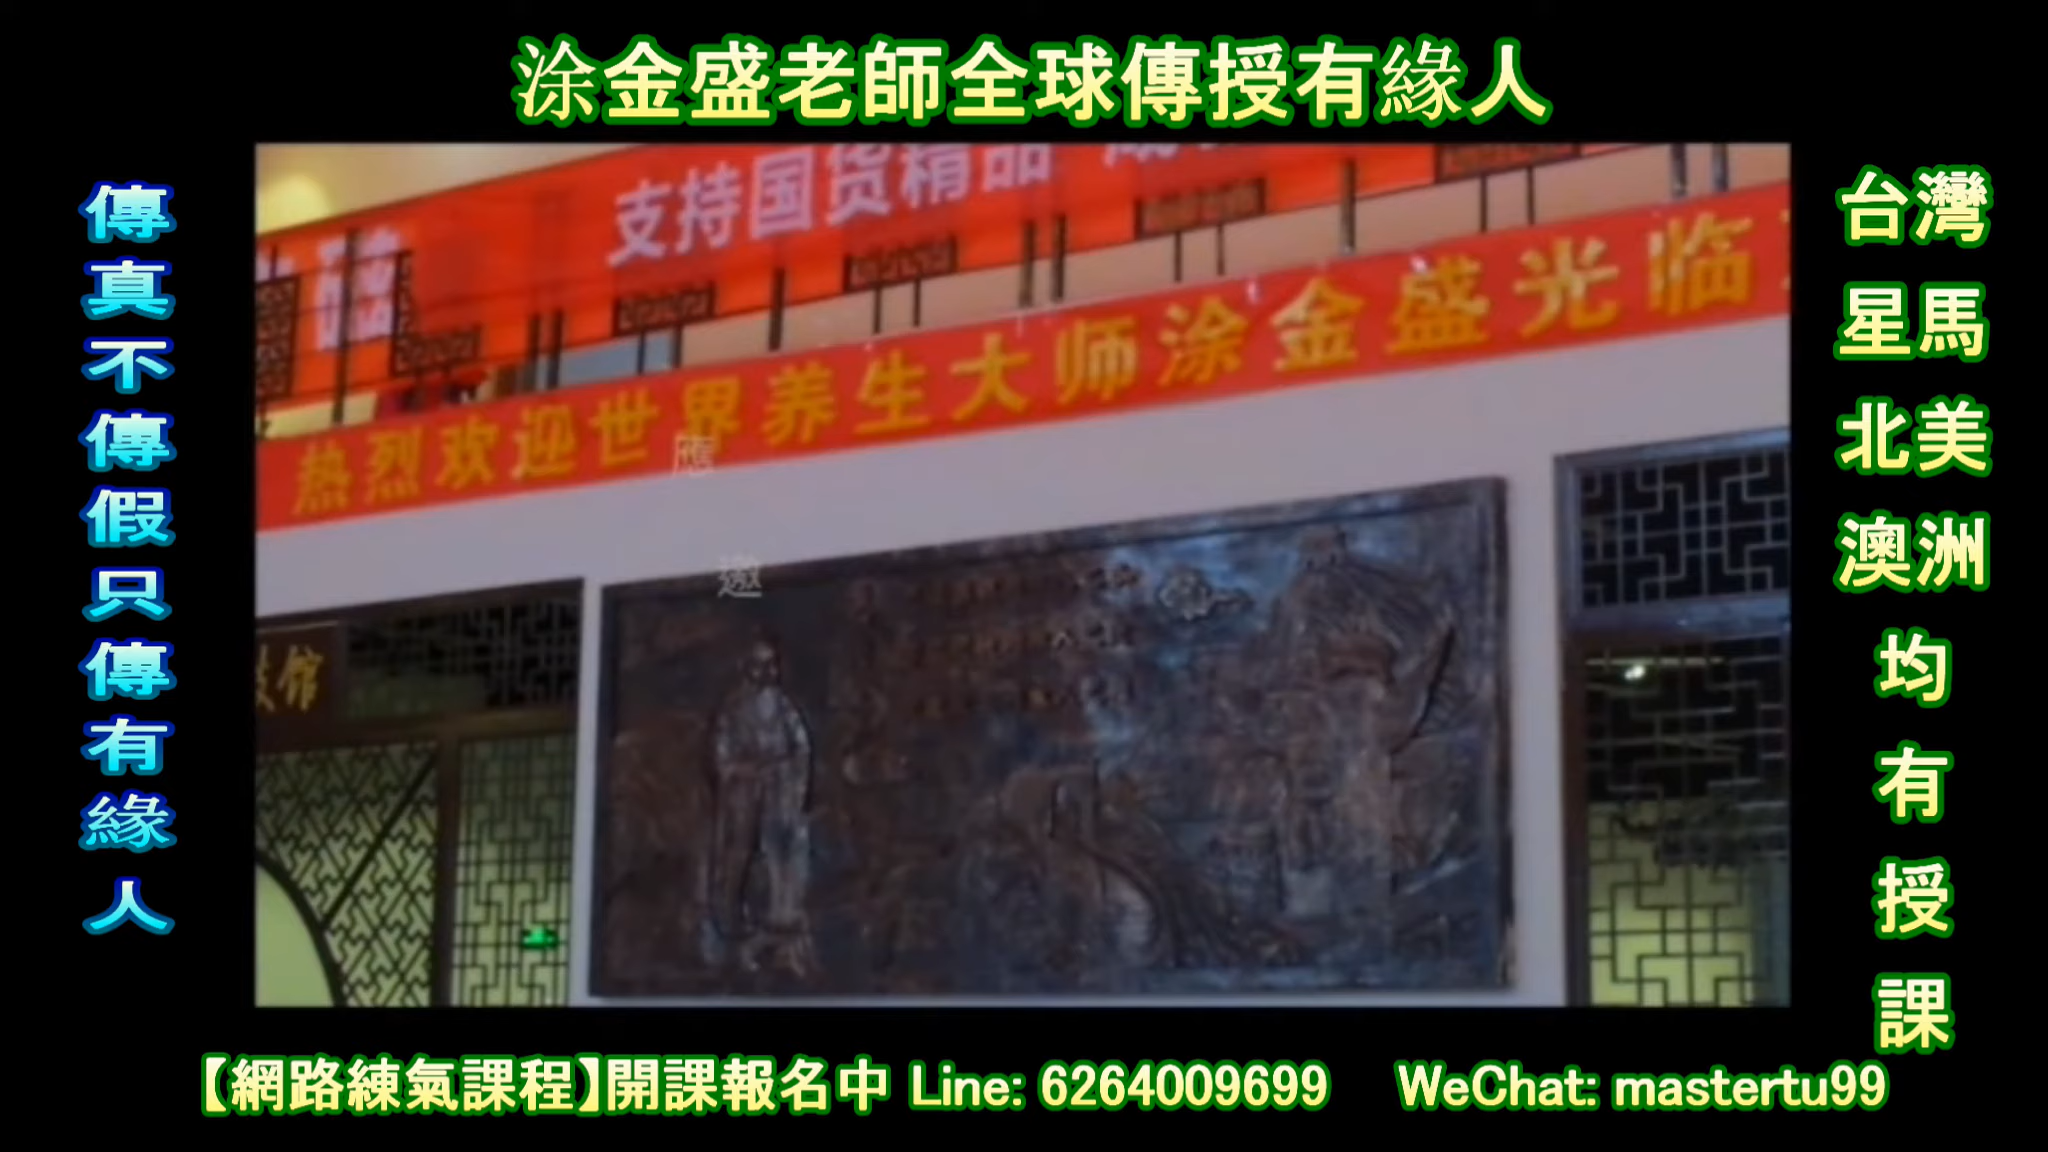 涂金盛老師全球傳授有緣人
傳真不傳假只傳有緣人
支持国货精品
热烈欢迎世界养生大师涂金盛光临
應
邀
馆
台灣
星馬
北美
澳洲
均
有
授
課
【網路練氣課程】開課報名中 Line: 6264009699 WeChat: mastertu99